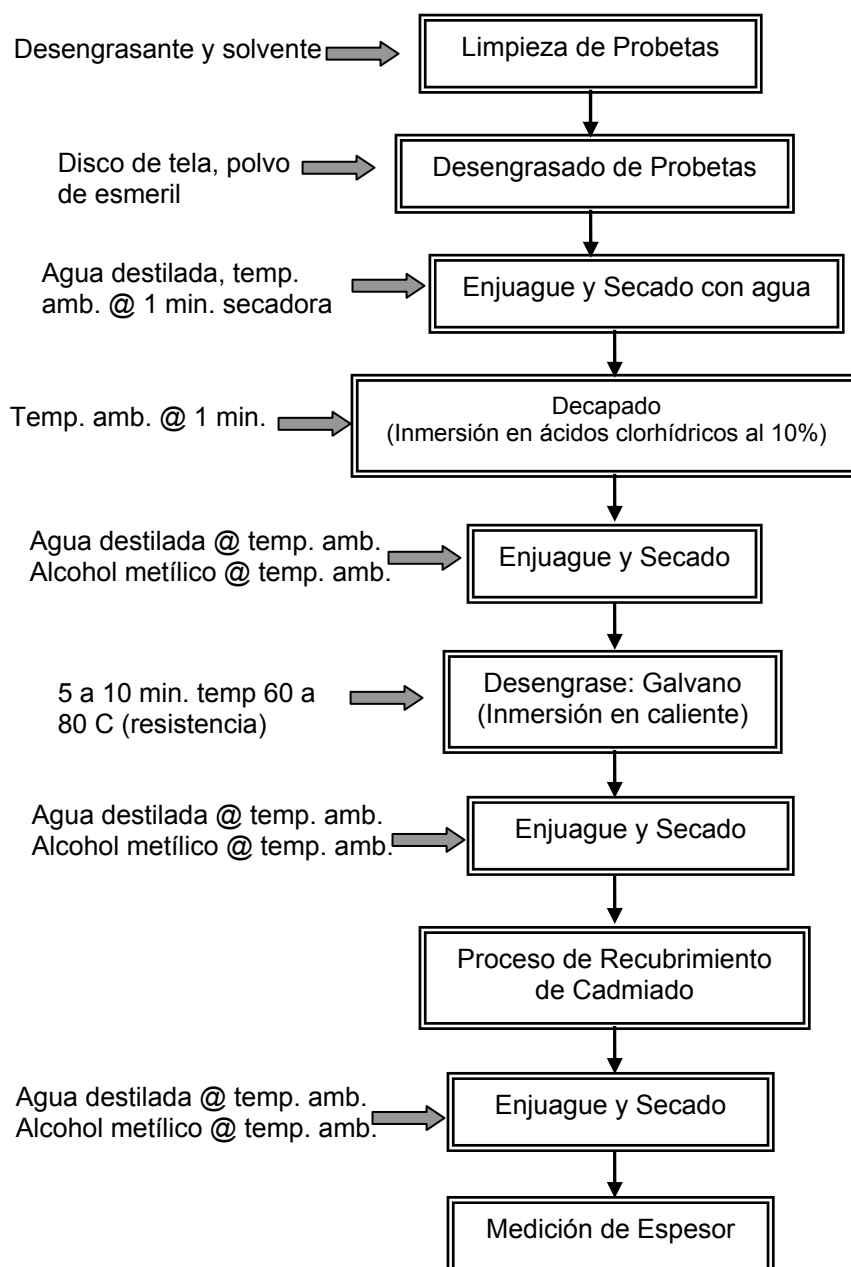 Desengrasante y solvente
Limpieza de Probetas
Disco de tela, polvo
de esmeril
Desengrasado de Probetas
Agua destilada, temp.
amb. @ 1 min. secadora
Enjuague y Secado con agua
Temp. amb. @ 1 min.
Decapado
(Inmersión en ácidos clorhídricos al 10%)
Agua destilada @ temp. amb.
Alcohol metílico @ temp. amb.
Enjuague y Secado
5 a 10 min. temp 60 a
80 C (resistencia)
Desengrase: Galvano
(Inmersión en caliente)
Agua destilada @ temp. amb.
Alcohol metílico @ temp. amb.
Enjuague y Secado
Proceso de Recubrimiento
de Cadmiado
Agua destilada @ temp. amb.
Alcohol metílico @ temp. amb.
Enjuague y Secado
Medición de Espesor